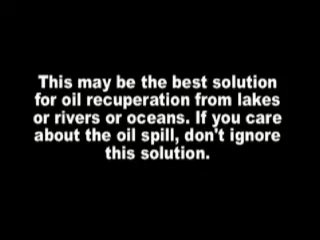 This may be the best solution
for oil recuperation from lakes
or rivers or oceans. If you care
about the oil spill, don't ignore
this solution.